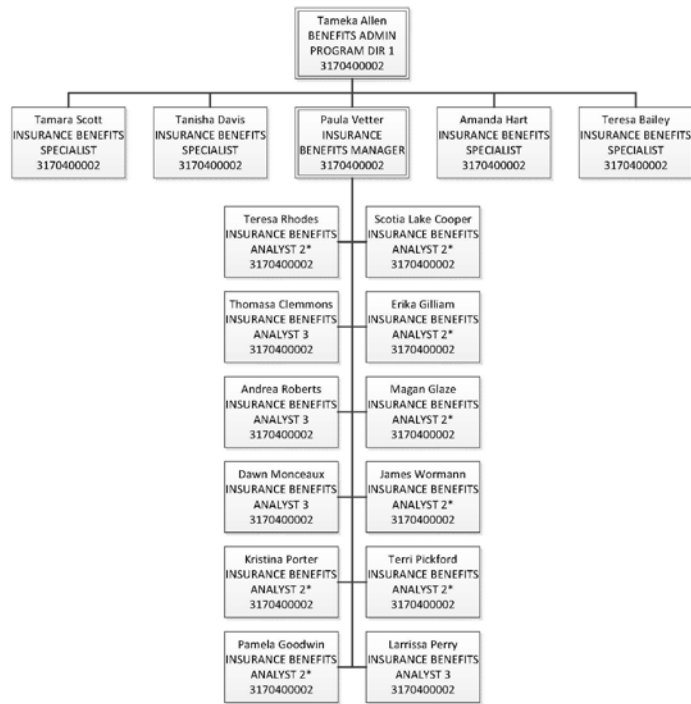 Tameka Allen
BENEFITS ADMIN
PROGRAM DIR 1
3170400002
Tamara Scott
INSURANCE BENEFITS
SPECIALIST
3170400002
Tanisha Davis
INSURANCE BENEFITS
SPECIALIST
3170400002
Paula Vetter
INSURANCE
BENEFITS MANAGER
3170400002
Amanda Hart
INSURANCE BENEFITS
SPECIALIST
3170400002
Teresa Bailey
INSURANCE BENEFITS
SPECIALIST
3170400002
Teresa Rhodes
INSURANCE BENEFITS
ANALYST 2*
3170400002
Scotia Lake Cooper
INSURANCE BENEFITS
ANALYST 2*
3170400002
Thomasa Clemmons
INSURANCE BENEFITS
ANALYST 3
3170400002
Erika Gilliam
INSURANCE BENEFITS
ANALYST 2*
3170400002
Andrea Roberts
INSURANCE BENEFITS
ANALYST 3
3170400002
Magan Glaze
INSURANCE BENEFITS
ANALYST 2*
3170400002
Dawn Monceaux
INSURANCE BENEFITS
ANALYST 3
3170400002
James Wormann
INSURANCE BENEFITS
ANALYST 2*
3170400002
Kristina Porter
INSURANCE BENEFITS
ANALYST 2*
3170400002
Terri Pickford
INSURANCE BENEFITS
ANALYST 2*
3170400002
Pamela Goodwin
INSURANCE BENEFITS
ANALYST 2*
3170400002
Larrissa Perry
INSURANCE BENEFITS
ANALYST 3
3170400002